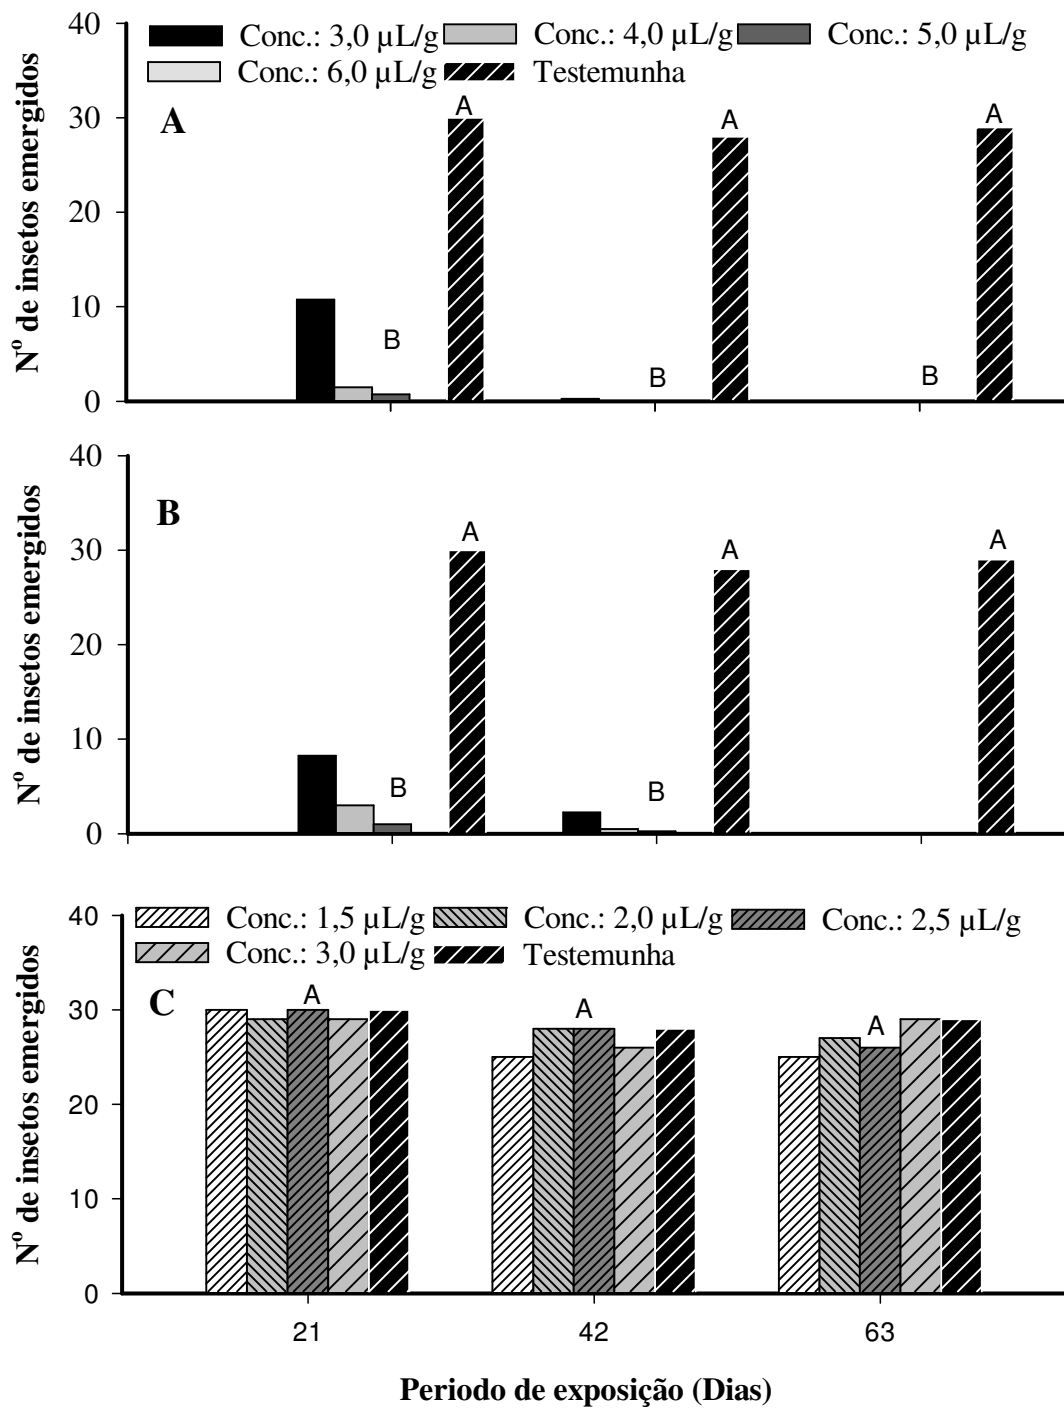 40 Conc.: 3,0 µL/g Conc.: 4,0 µL/g Conc.: 5,0 µL/g
Conc.: 6,0 µL/g Testemunha
A
A A A
30
20
10
B B B
0
Nº de insetos emergidos
40
B
A A A
30
20
10
B B
0
Nº de insetos emergidos
Conc.: 1,5 µL/g Conc.: 2,0 µL/g Conc.: 2,5 µL/g
40
Conc.: 3,0 µL/g Testemunha
C
A A A
30
20
10
0
Nº de insetos emergidos
21 42 63
Periodo de exposição (Dias)